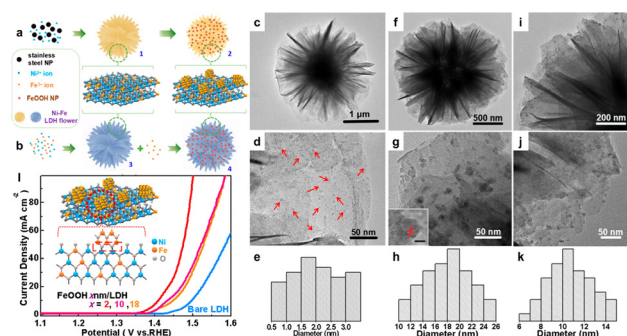 a
1
2
stainless
steel NP
Ni²⁺ ion
Fe³⁺ ion
FeOOH NP
Ni-Fe
LDH flower
b
3
4
l
Current Density (mA cm⁻²)
80
60
40
20
0
Ni
Fe
O
FeOOH xnm/LDH
x = 2, 10, 18
Bare LDH
1.1
1.2
1.3
1.4
1.5
1.6
Potential ( V vs.RHE)
c
1 μm
d
50 nm
e
0.5 1.0 1.5 2.0 2.5 3.0
Diameter (nm)
f
500 nm
g
50 nm
h
10 12 14 16 18 20 22 24 26
Diameter (nm)
i
200 nm
j
50 nm
k
6 8 10 12 14
Diameter (nm)